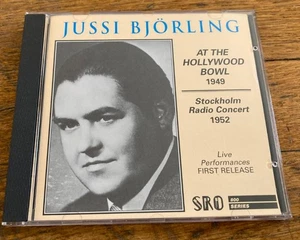 JUSSI BJÖRLING
AT THE
HOLLYWOOD
BOWL
1949
Stockholm
Radio Concert
1952
Live
Performances
FIRST RELEASE
SRO
800
SERIES